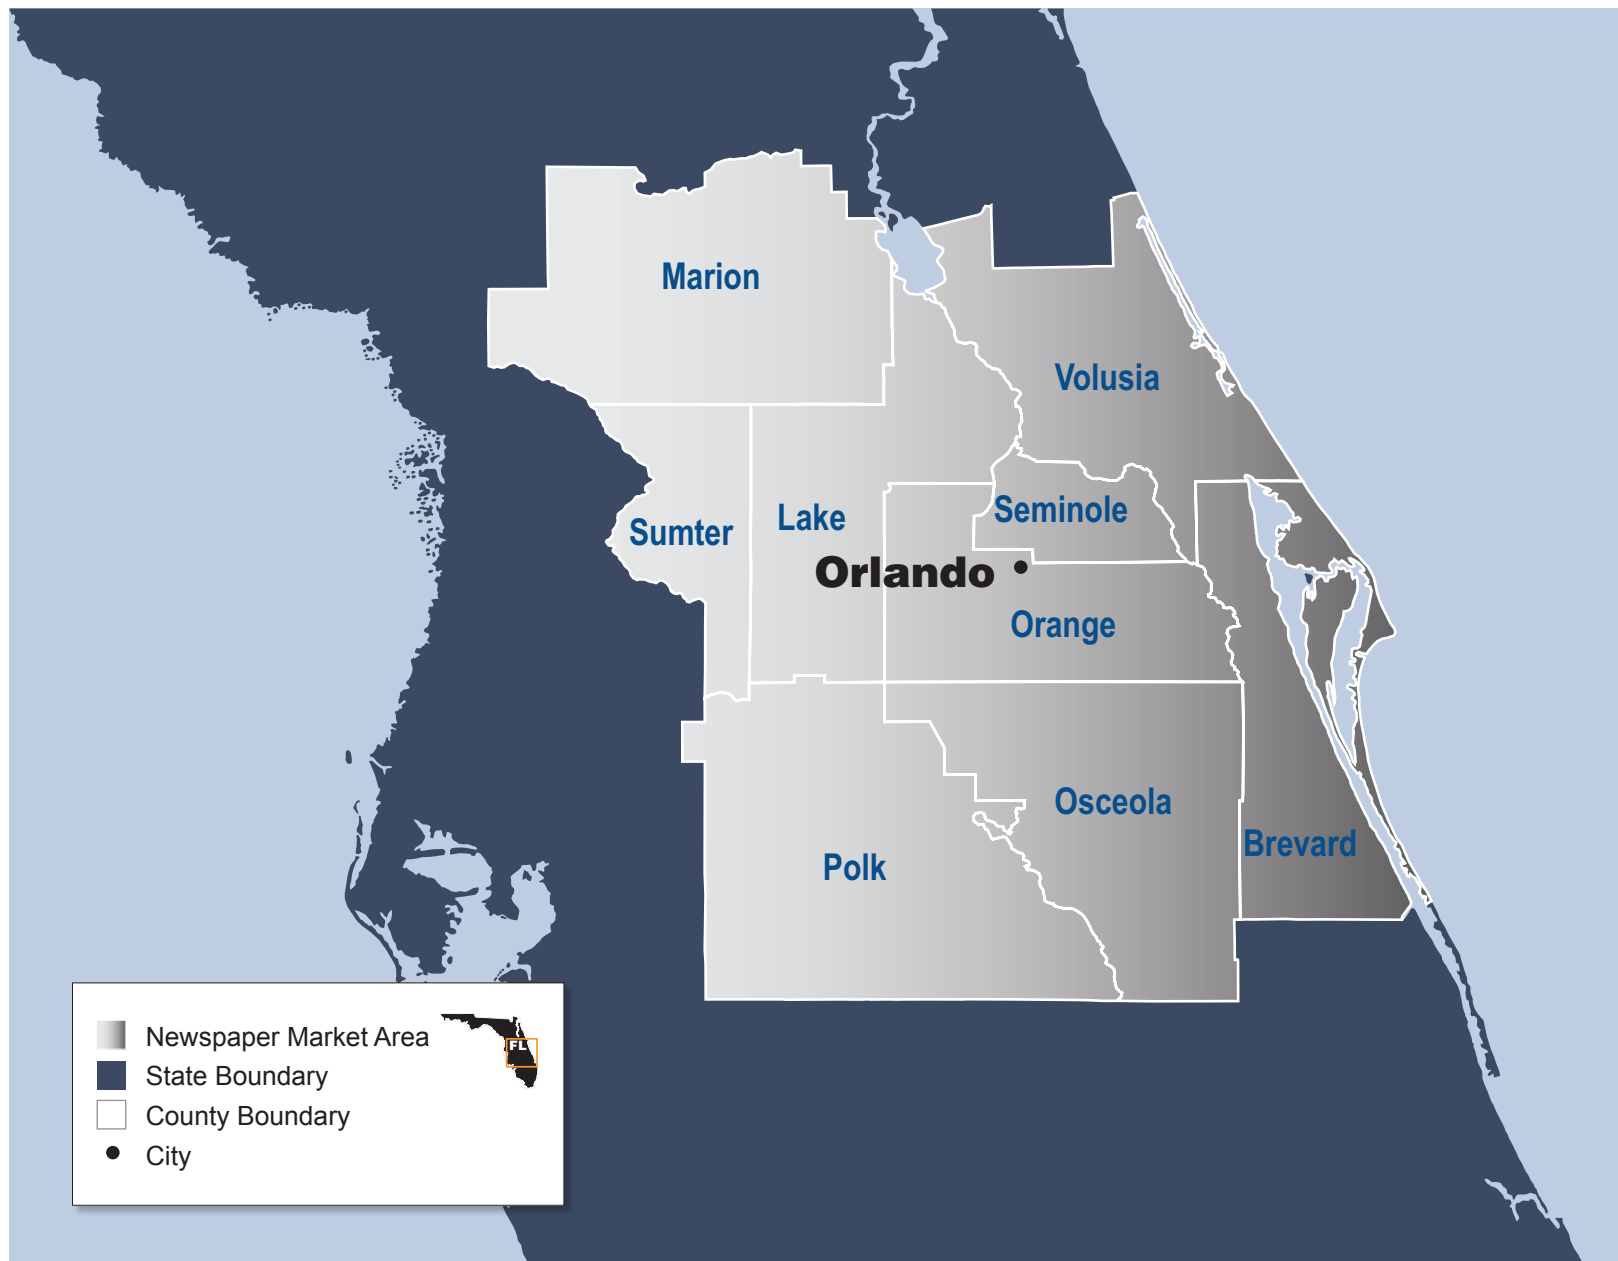 Marion
Volusia
Lake
Seminole
Sumter
Orlando
Orange
Osceola
Brevard
Polk
Newspaper Market Area
FL
State Boundary
County Boundary
City